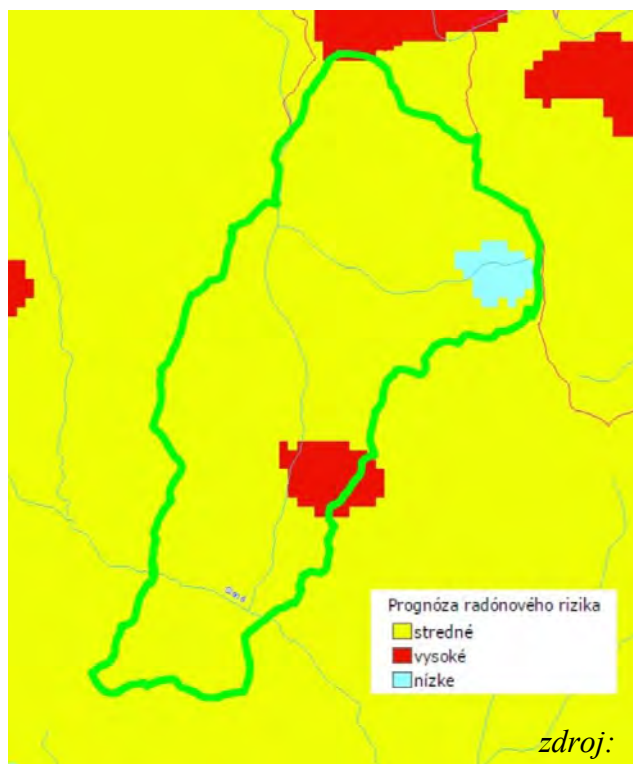 Prognóza radónového rizika
stredné
vysoké
nízke
zdroj: